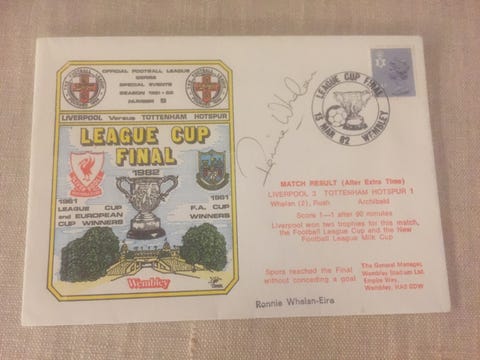 OFFICIAL FOOTBALL LEAGUE
SERIES
SPECIAL EVENTS
SEASON 1981-82
NUMBER 9
LIVERPOOL Versus TOTTENHAM HOTSPUR
LEAGUE CUP
FINAL
1982
1981
LEAGUE CUP and
EUROPEAN CUP
WINNERS
1981
F.A. CUP
WINNERS
Wembley
Ronnie Whelan
LEAGUE CUP FINAL
13 MAR 82 WEMBLEY
MATCH RESULT (After Extra Time)
LIVERPOOL 3 TOTTENHAM HOTSPUR 1
Whelan (2), Rush Archibald
Score 1—1 after 90 minutes
Liverpool won two trophies for this match,
the Football League Cup and the New
Football League Milk Cup
Spurs reached the Final
without conceding a goal
The General Manager,
Wembley Stadium Ltd.
Empire Way,
Wembley, HA9 0DW
Ronnie Whelan-Eire